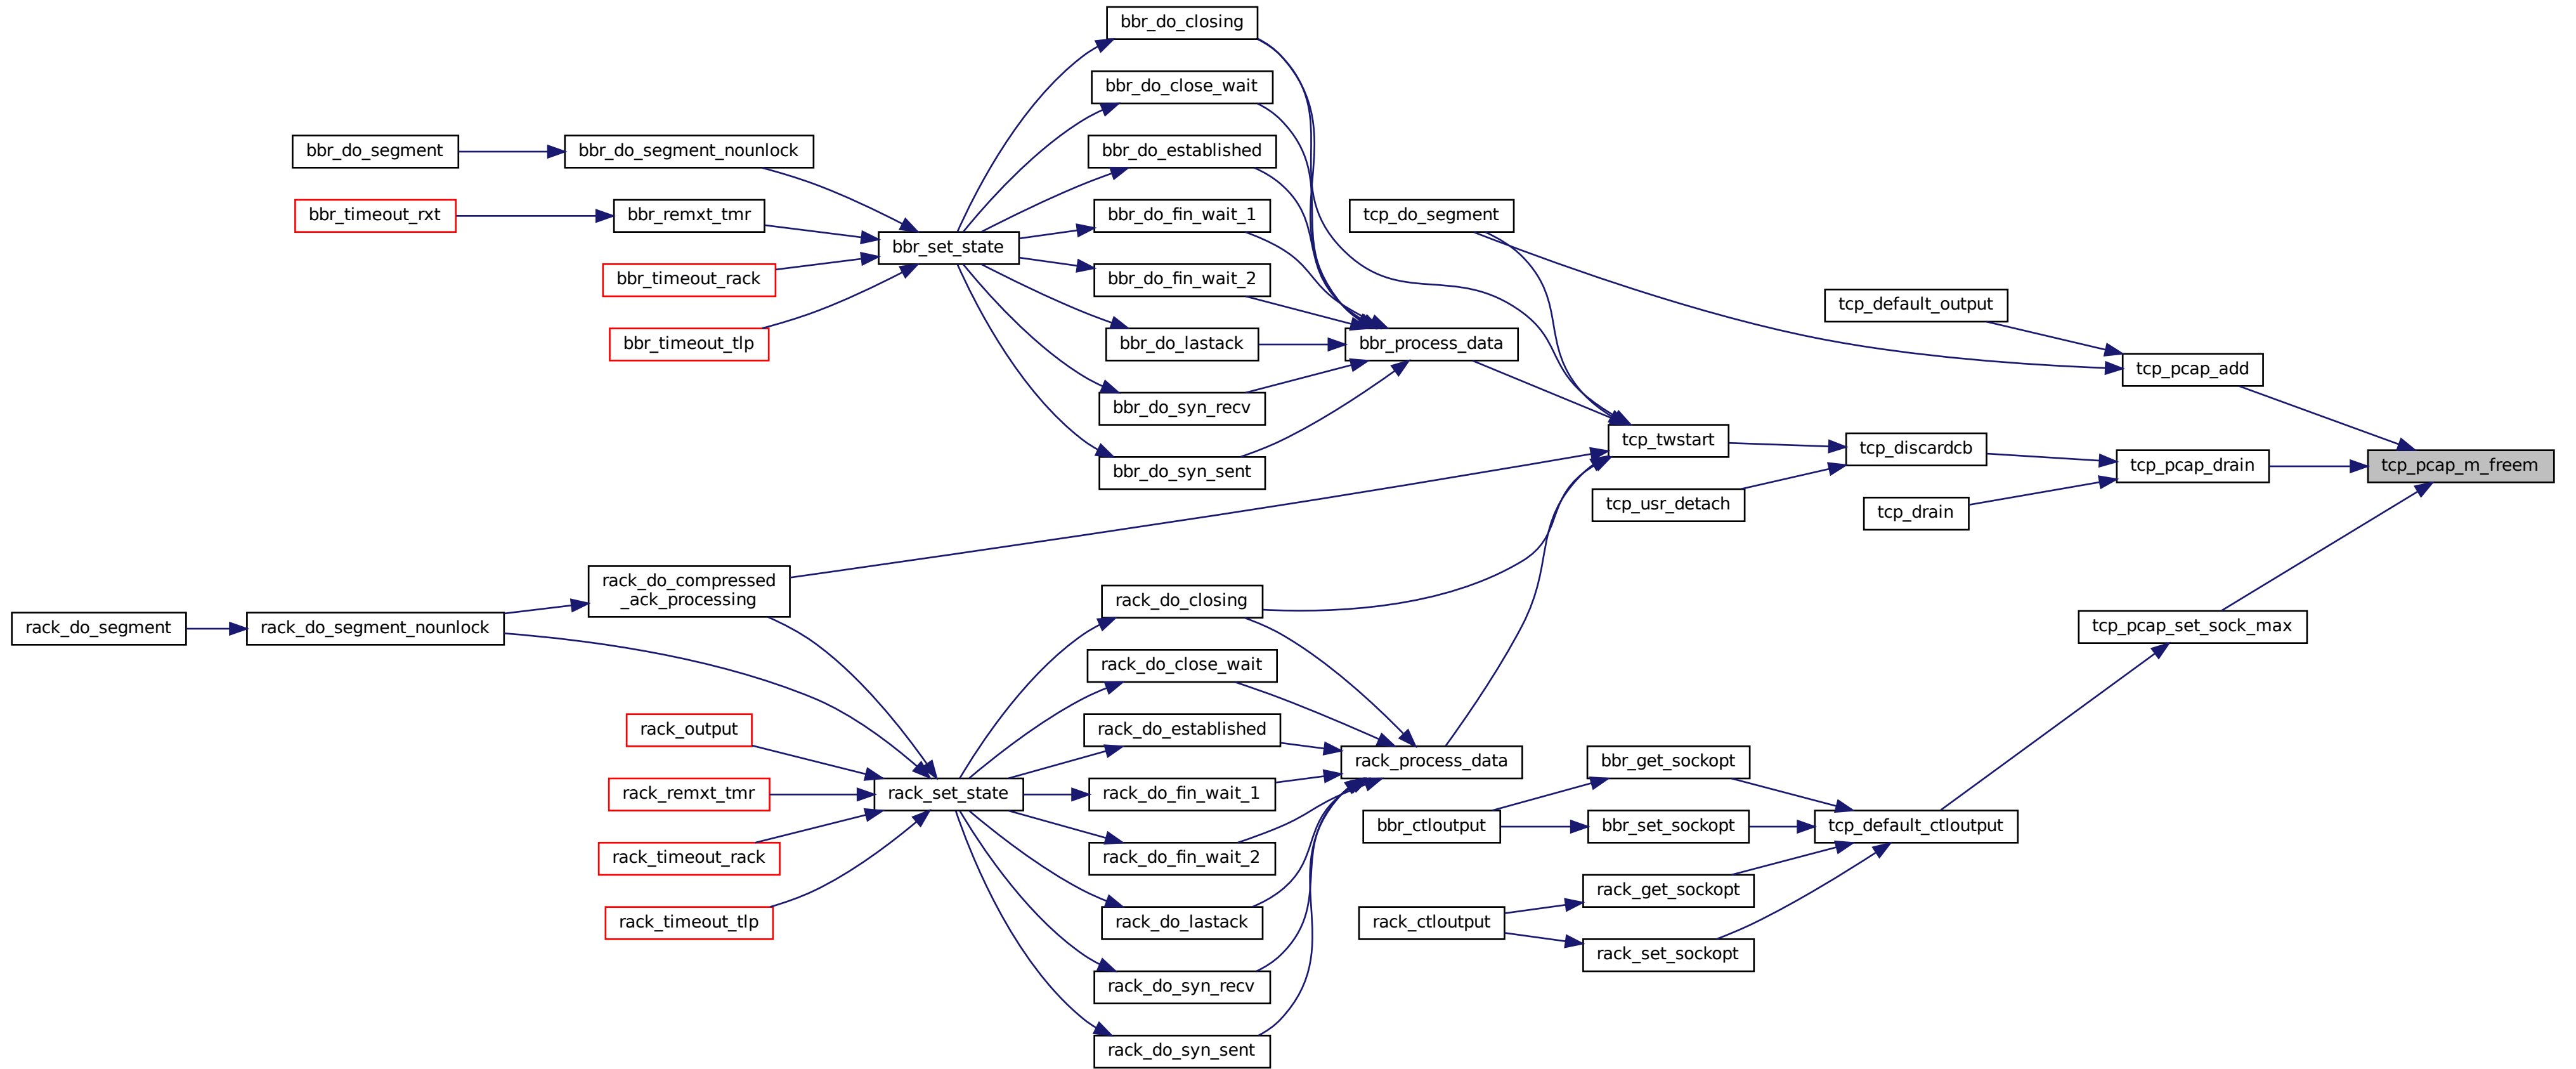 bbr_do_closing
bbr_do_close_wait
bbr_do_segment
bbr_do_segment_nounlock
bbr_do_established
bbr_timeout_rxt
bbr_remxt_tmr
bbr_do_fin_wait_1
tcp_do_segment
bbr_set_state
bbr_timeout_rack
bbr_do_fin_wait_2
tcp_default_output
bbr_timeout_tlp
bbr_do_lastack
bbr_process_data
tcp_pcap_add
bbr_do_syn_recv
tcp_twstart
tcp_discardcb
tcp_pcap_drain
tcp_pcap_m_freem
bbr_do_syn_sent
tcp_usr_detach
tcp_drain
rack_do_compressed
_ack_processing
rack_do_closing
rack_do_segment
rack_do_segment_nounlock
tcp_pcap_set_sock_max
rack_do_close_wait
rack_output
rack_do_established
rack_process_data
bbr_get_sockopt
rack_remxt_tmr
rack_set_state
rack_do_fin_wait_1
bbr_ctloutput
bbr_set_sockopt
tcp_default_ctloutput
rack_timeout_rack
rack_do_fin_wait_2
rack_get_sockopt
rack_timeout_tlp
rack_do_lastack
rack_ctloutput
rack_set_sockopt
rack_do_syn_recv
rack_do_syn_sent